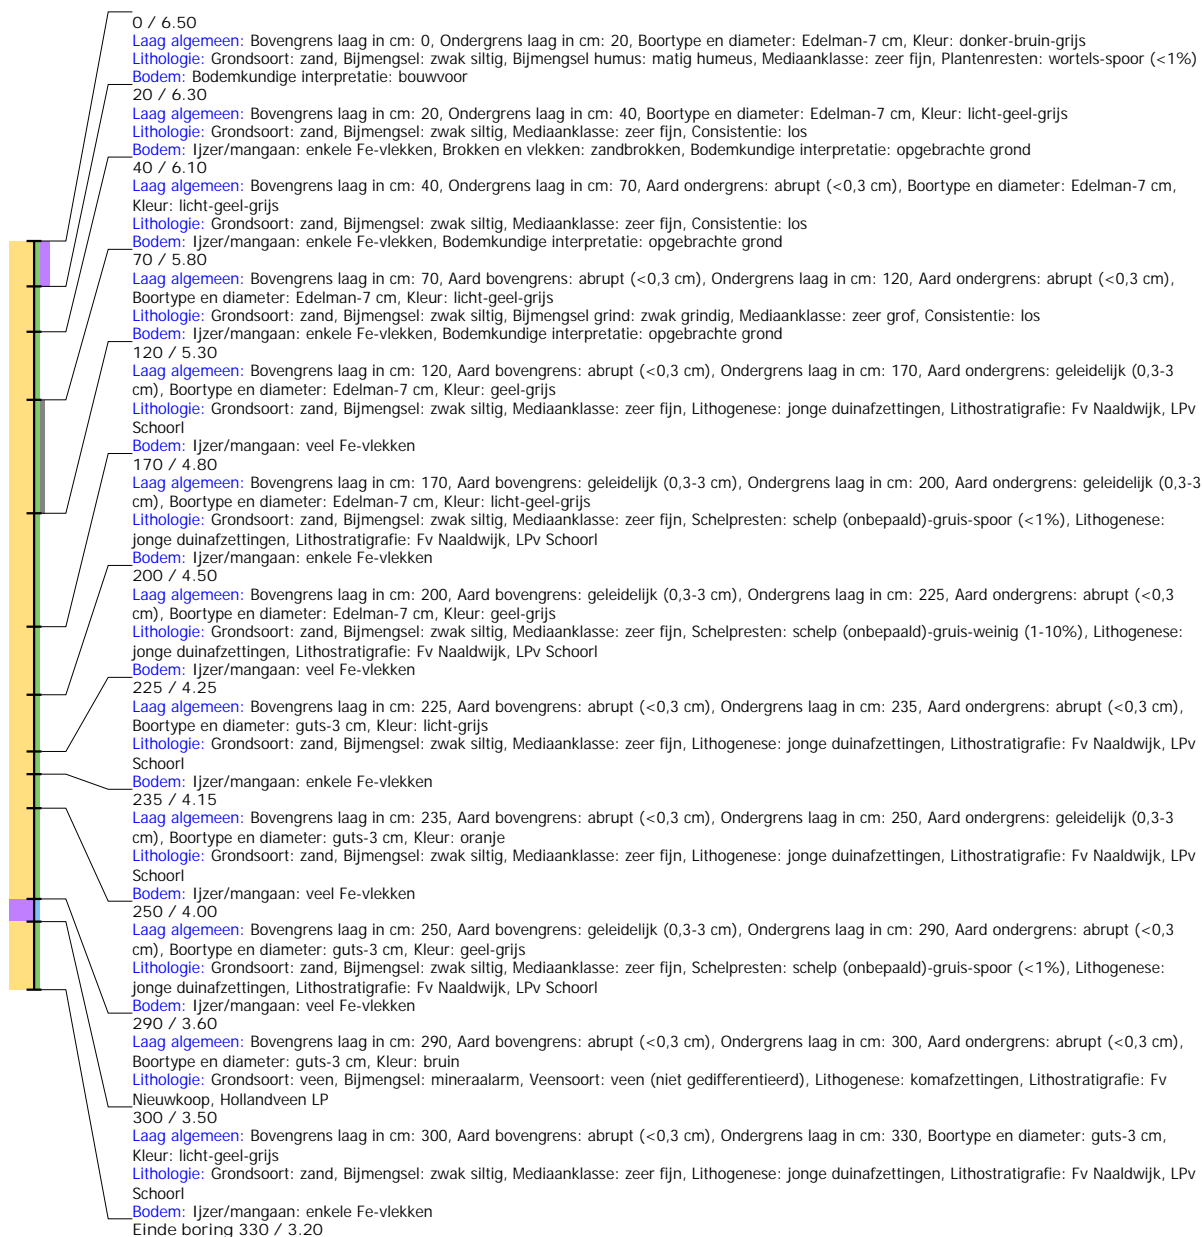 0 / 6.50
Laag algemeen: Bovengrens laag in cm: 0, Ondergrens laag in cm: 20, Boortype en diameter: Edelman-7 cm, Kleur: donker-bruin-grijs
Lithologie: Grondsoort: zand, Bijmengsel: zwak siltig, Bijmengsel humus: matig humeus, Mediaanklasse: zeer fijn, Plantenresten: wortels-spoor (<1%)
Bodem: Bodemkundige interpretatie: bouwvoor
20 / 6.30
Laag algemeen: Bovengrens laag in cm: 20, Ondergrens laag in cm: 40, Boortype en diameter: Edelman-7 cm, Kleur: licht-geel-grijs
Lithologie: Grondsoort: zand, Bijmengsel: zwak siltig, Mediaanklasse: zeer fijn, Consistentie: los
Bodem: Ijzer/mangaan: enkele Fe-vlekken, Brokken en vlekken: zandbrokken, Bodemkundige interpretatie: opgebrachte grond
40 / 6.10
Laag algemeen: Bovengrens laag in cm: 40, Ondergrens laag in cm: 70, Aard ondergrens: abrupt (<0,3 cm), Boortype en diameter: Edelman-7 cm,
Kleur: licht-geel-grijs
Lithologie: Grondsoort: zand, Bijmengsel: zwak siltig, Mediaanklasse: zeer fijn, Consistentie: los
Bodem: Ijzer/mangaan: enkele Fe-vlekken, Bodemkundige interpretatie: opgebrachte grond
70 / 5.80
Laag algemeen: Bovengrens laag in cm: 70, Aard bovengrens: abrupt (<0,3 cm), Ondergrens laag in cm: 120, Aard ondergrens: abrupt (<0,3 cm),
Boortype en diameter: Edelman-7 cm, Kleur: licht-geel-grijs
Lithologie: Grondsoort: zand, Bijmengsel: zwak siltig, Bijmengsel grind: zwak grindig, Mediaanklasse: zeer grof, Consistentie: los
Bodem: Ijzer/mangaan: enkele Fe-vlekken, Bodemkundige interpretatie: opgebrachte grond
120 / 5.30
Laag algemeen: Bovengrens laag in cm: 120, Aard bovengrens: abrupt (<0,3 cm), Ondergrens laag in cm: 170, Aard ondergrens: geleidelijk (0,3-3
cm), Boortype en diameter: Edelman-7 cm, Kleur: geel-grijs
Lithologie: Grondsoort: zand, Bijmengsel: zwak siltig, Mediaanklasse: zeer fijn, Lithogenese: jonge duinafzettingen, Lithostratigrafie: Fv Naaldwijk, LPv
Schoorl
Bodem: Ijzer/mangaan: veel Fe-vlekken
170 / 4.80
Laag algemeen: Bovengrens laag in cm: 170, Aard bovengrens: geleidelijk (0,3-3 cm), Ondergrens laag in cm: 200, Aard ondergrens: geleidelijk (0,3-3
cm), Boortype en diameter: Edelman-7 cm, Kleur: licht-geel-grijs
Lithologie: Grondsoort: zand, Bijmengsel: zwak siltig, Mediaanklasse: zeer fijn, Schelpresten: schelp (onbepaald)-gruis-spoor (<1%), Lithogenese:
jonge duinafzettingen, Lithostratigrafie: Fv Naaldwijk, LPv Schoorl
Bodem: Ijzer/mangaan: enkele Fe-vlekken
200 / 4.50
Laag algemeen: Bovengrens laag in cm: 200, Aard bovengrens: geleidelijk (0,3-3 cm), Ondergrens laag in cm: 225, Aard ondergrens: abrupt (<0,3
cm), Boortype en diameter: Edelman-7 cm, Kleur: geel-grijs
Lithologie: Grondsoort: zand, Bijmengsel: zwak siltig, Mediaanklasse: zeer fijn, Schelpresten: schelp (onbepaald)-gruis-weinig (1-10%), Lithogenese:
jonge duinafzettingen, Lithostratigrafie: Fv Naaldwijk, LPv Schoorl
Bodem: Ijzer/mangaan: veel Fe-vlekken
225 / 4.25
Laag algemeen: Bovengrens laag in cm: 225, Aard bovengrens: abrupt (<0,3 cm), Ondergrens laag in cm: 235, Aard ondergrens: abrupt (<0,3 cm),
Boortype en diameter: guts-3 cm, Kleur: licht-grijs
Lithologie: Grondsoort: zand, Bijmengsel: zwak siltig, Mediaanklasse: zeer fijn, Lithogenese: jonge duinafzettingen, Lithostratigrafie: Fv Naaldwijk, LPv
Schoorl
Bodem: Ijzer/mangaan: enkele Fe-vlekken
235 / 4.15
Laag algemeen: Bovengrens laag in cm: 235, Aard bovengrens: abrupt (<0,3 cm), Ondergrens laag in cm: 250, Aard ondergrens: geleidelijk (0,3-3
cm), Boortype en diameter: guts-3 cm, Kleur: oranje
Lithologie: Grondsoort: zand, Bijmengsel: zwak siltig, Mediaanklasse: zeer fijn, Lithogenese: jonge duinafzettingen, Lithostratigrafie: Fv Naaldwijk, LPv
Schoorl
Bodem: Ijzer/mangaan: veel Fe-vlekken
250 / 4.00
Laag algemeen: Bovengrens laag in cm: 250, Aard bovengrens: geleidelijk (0,3-3 cm), Ondergrens laag in cm: 290, Aard ondergrens: abrupt (<0,3
cm), Boortype en diameter: guts-3 cm, Kleur: geel-grijs
Lithologie: Grondsoort: zand, Bijmengsel: zwak siltig, Mediaanklasse: zeer fijn, Schelpresten: schelp (onbepaald)-gruis-spoor (<1%), Lithogenese:
jonge duinafzettingen, Lithostratigrafie: Fv Naaldwijk, LPv Schoorl
Bodem: Ijzer/mangaan: veel Fe-vlekken
290 / 3.60
Laag algemeen: Bovengrens laag in cm: 290, Aard bovengrens: abrupt (<0,3 cm), Ondergrens laag in cm: 300, Aard ondergrens: abrupt (<0,3 cm),
Boortype en diameter: guts-3 cm, Kleur: bruin
Lithologie: Grondsoort: veen, Bijmengsel: mineraalarm, Veensoort: veen (niet gedifferentieerd), Lithogenese: komafzettingen, Lithostratigrafie: Fv
Nieuwkoop, Hollandveen LP
300 / 3.50
Laag algemeen: Bovengrens laag in cm: 300, Aard bovengrens: abrupt (<0,3 cm), Ondergrens laag in cm: 330, Boortype en diameter: guts-3 cm,
Kleur: licht-geel-grijs
Lithologie: Grondsoort: zand, Bijmengsel: zwak siltig, Mediaanklasse: zeer fijn, Lithogenese: jonge duinafzettingen, Lithostratigrafie: Fv Naaldwijk, LPv
Schoorl
Bodem: Ijzer/mangaan: enkele Fe-vlekken
Einde boring 330 / 3.20